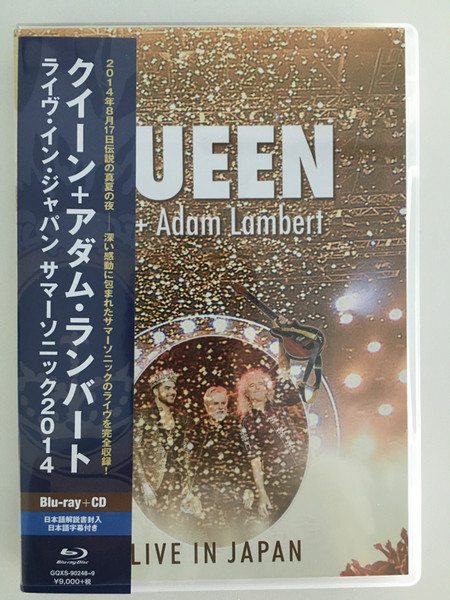 2014年8月17日伝説の真夏の夜――深い感動に包まれたサマーソニックのライヴを完全収録!
クイーン+アダム・ランバート
ライヴ・イン・ジャパン サマーソニック2014
Blu-ray+CD
日本語解説書封入
日本語字幕付き
Blu-ray Disc
GQXS-90248~9
¥9,000+税
UEEN
+ Adam Lambert
LIVE IN JAPAN